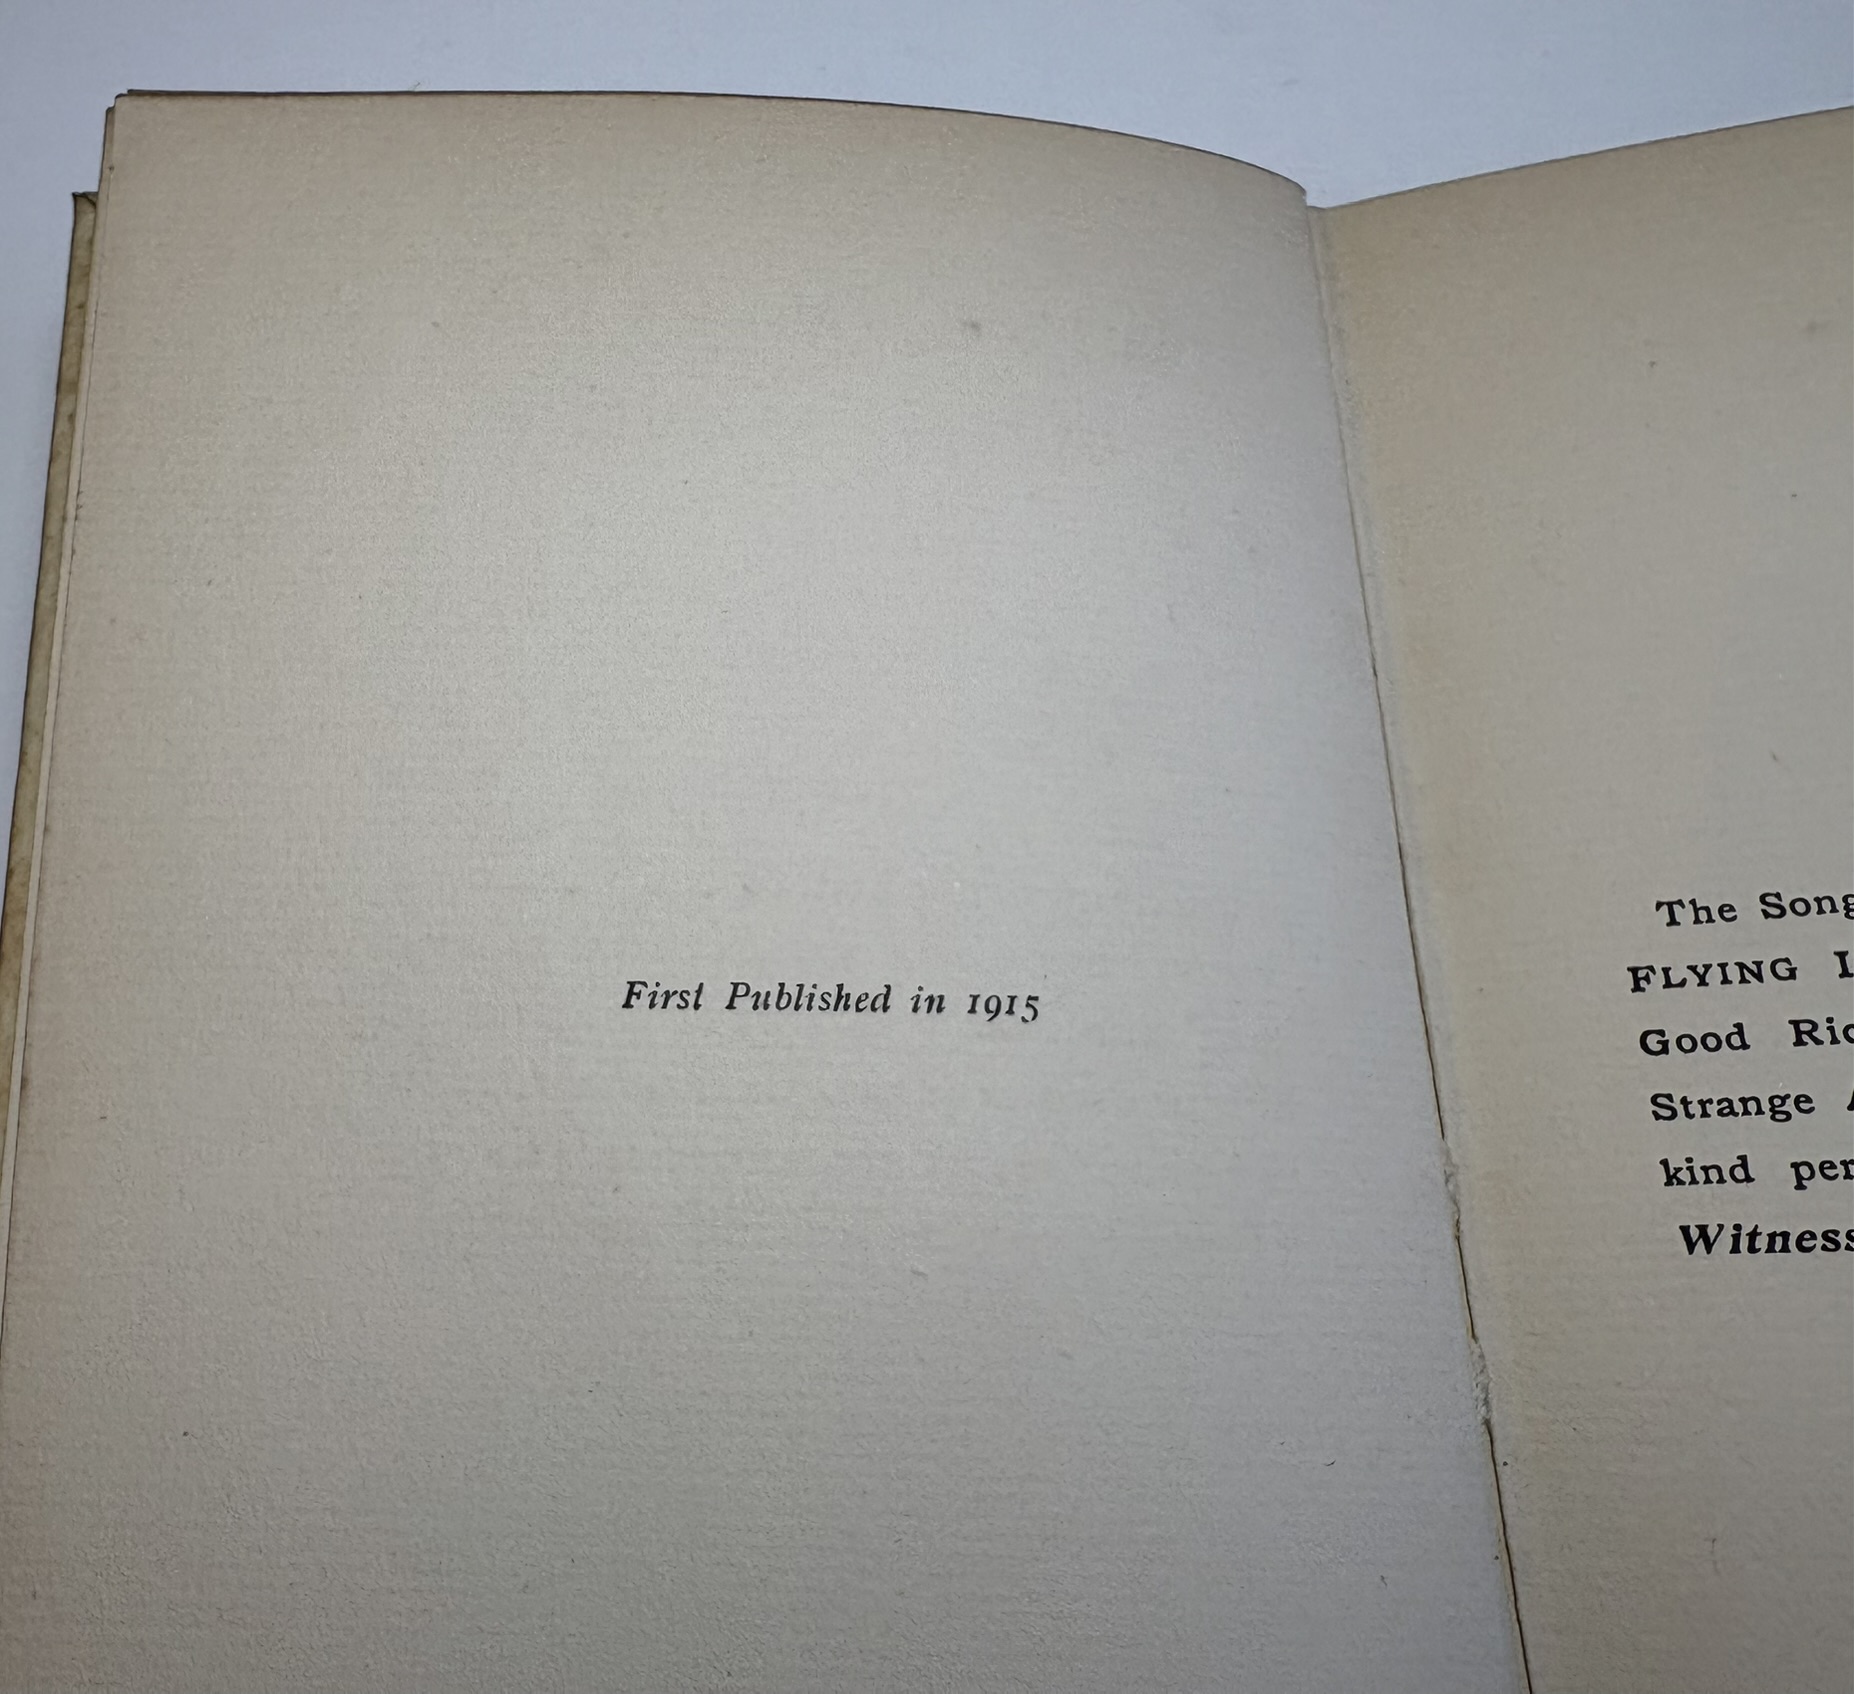 First Published in 1915
The Song
FLYING I
Good Ric
Strange
kind per
Witness